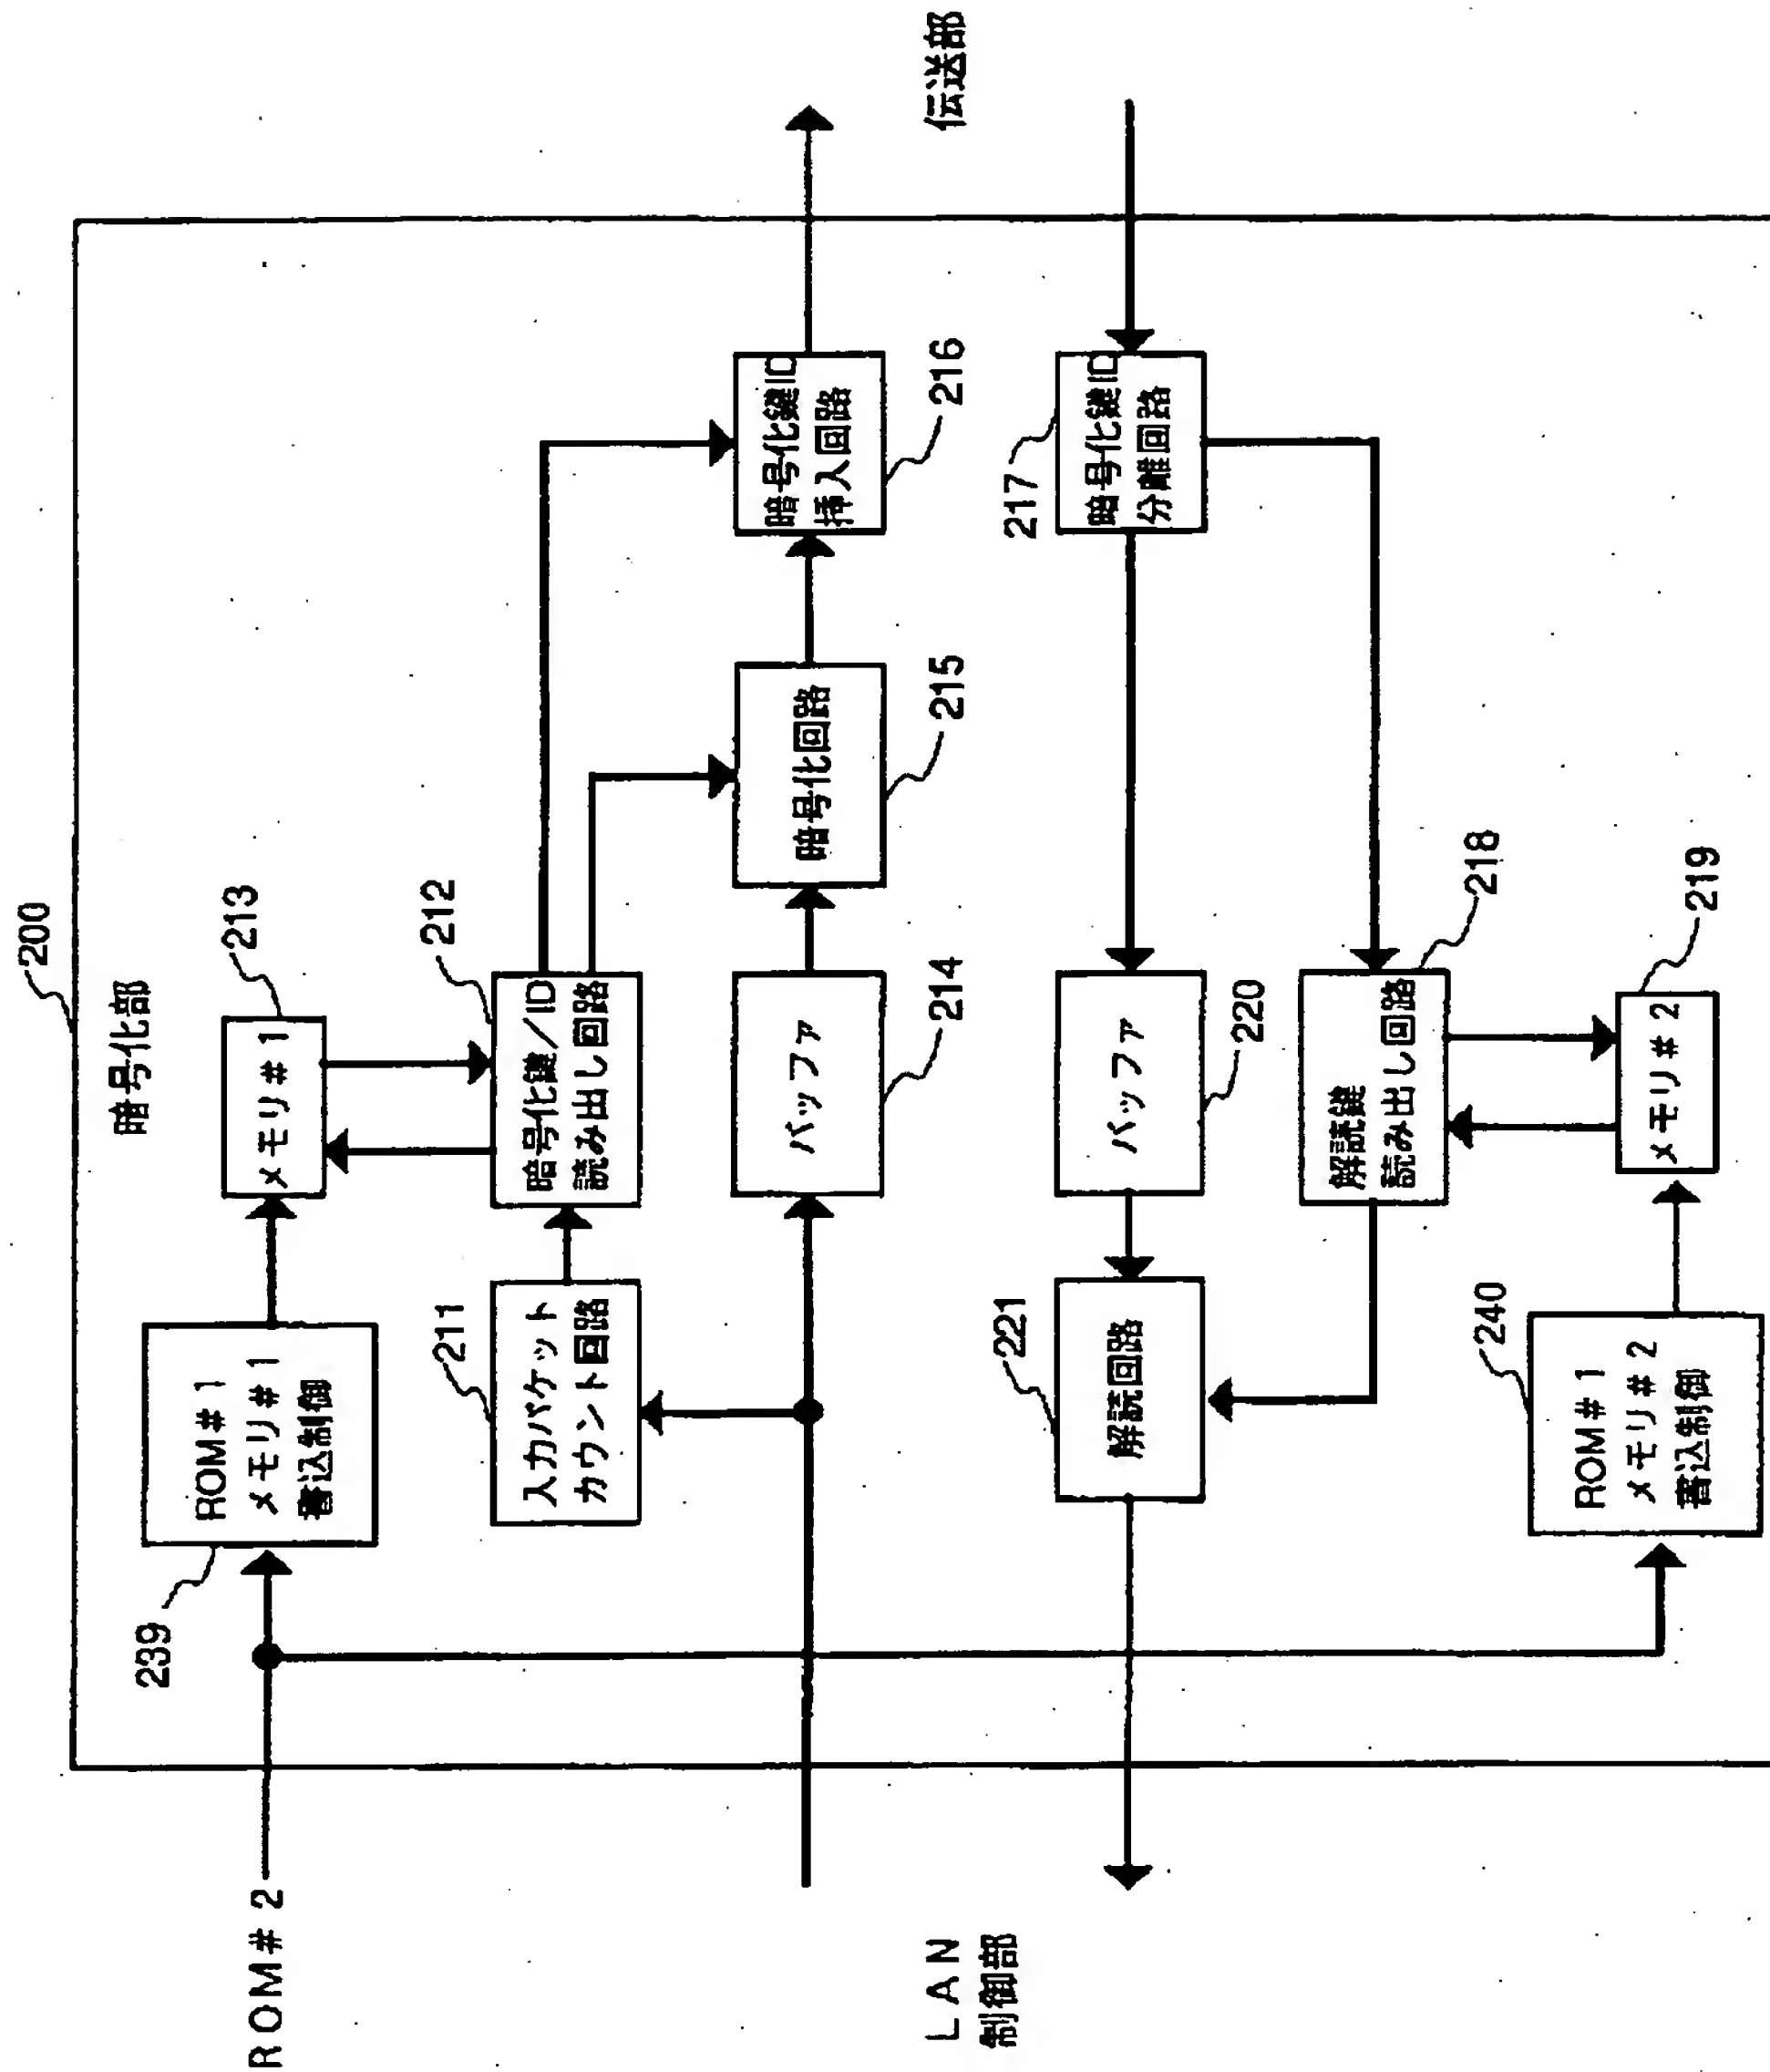 200
暗号化部
ROM#2
239
ROM#1
メモリ#1
書込制御
213
メモリ#1
211
入力パケット
カウント回路
212
暗号化鍵/ID
読み出し回路
バッファ
214
暗号化回路
215
暗号化鍵ID
挿入回路
216
LAN
制御部
伝送部
221
解読回路
バッファ
220
217
暗号化鍵ID
分離回路
解読鍵
読み出し回路
218
240
ROM#1
メモリ#2
書込制御
メモリ#2
219